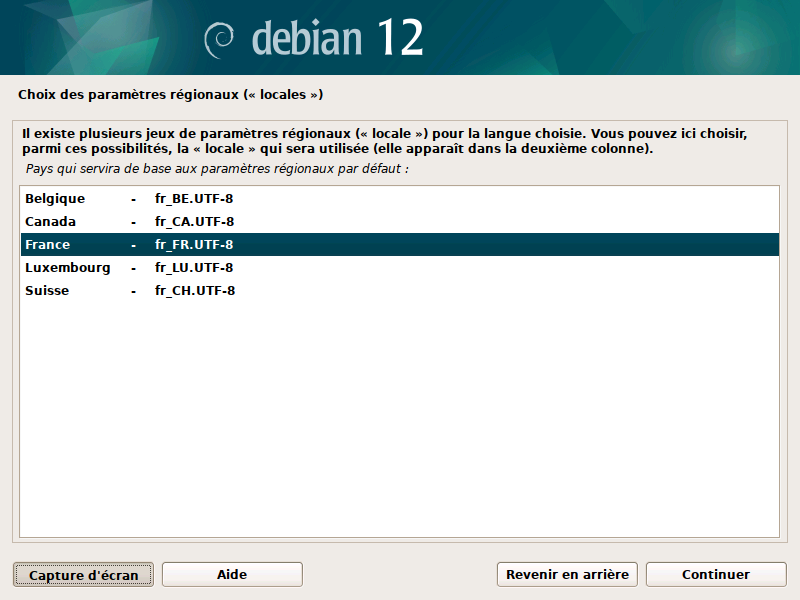 debian 12
Choix des paramètres régionaux (« locales »)
Il existe plusieurs jeux de paramètres régionaux (« locale ») pour la langue choisie. Vous pouvez ici choisir,
parmi ces possibilités, la « locale » qui sera utilisée (elle apparaît dans la deuxième colonne).
Pays qui servira de base aux paramètres régionaux par défaut :
Belgique - fr_BE.UTF-8
Canada - fr_CA.UTF-8
France - fr_FR.UTF-8
Luxembourg - fr_LU.UTF-8
Suisse - fr_CH.UTF-8
Capture d'écran Aide Revenir en arrière Continuer